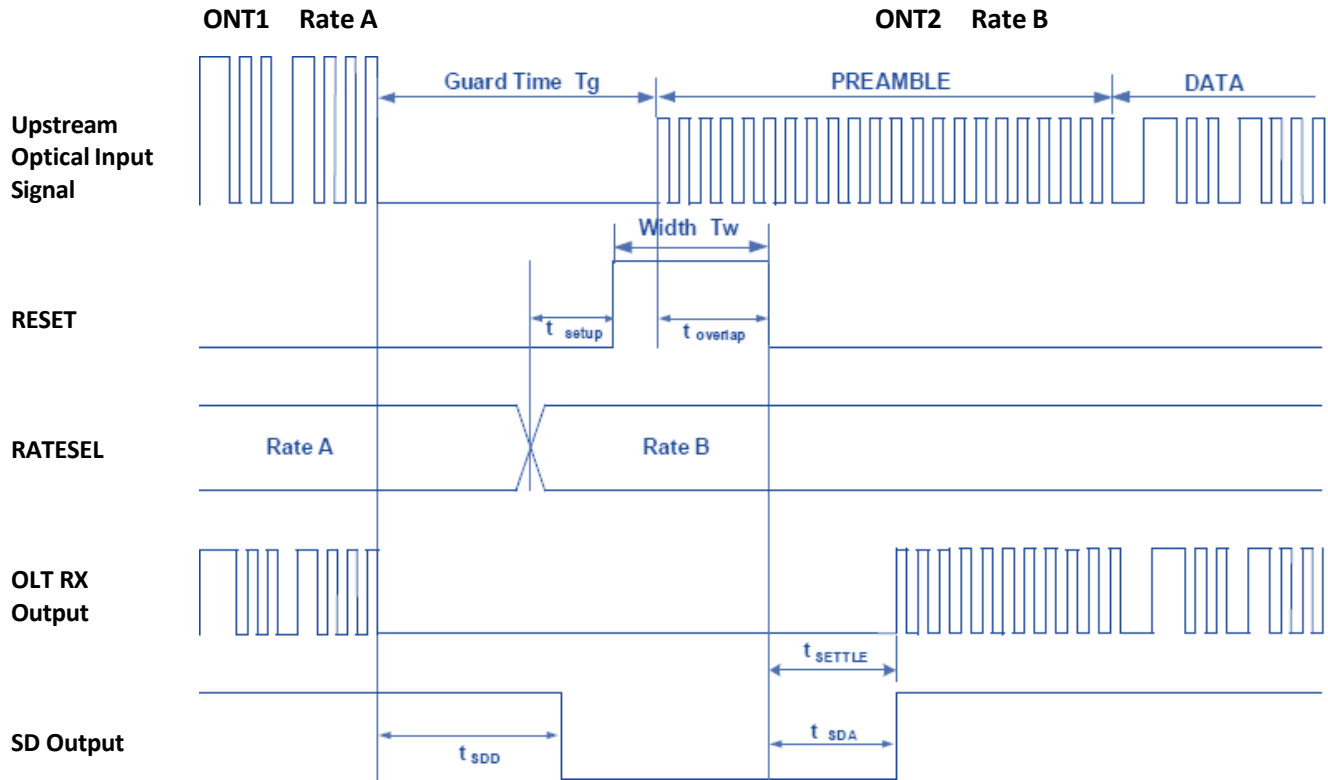 ONT1 Rate A
ONT2 Rate B
Guard Time Tg
PREAMBLE
DATA
Upstream
Optical Input
Signal
Width Tw
RESET
t setup
t overlap
RATESEL
Rate A
Rate B
OLT RX
Output
t SETTLE
SD Output
t SDD
t SDA